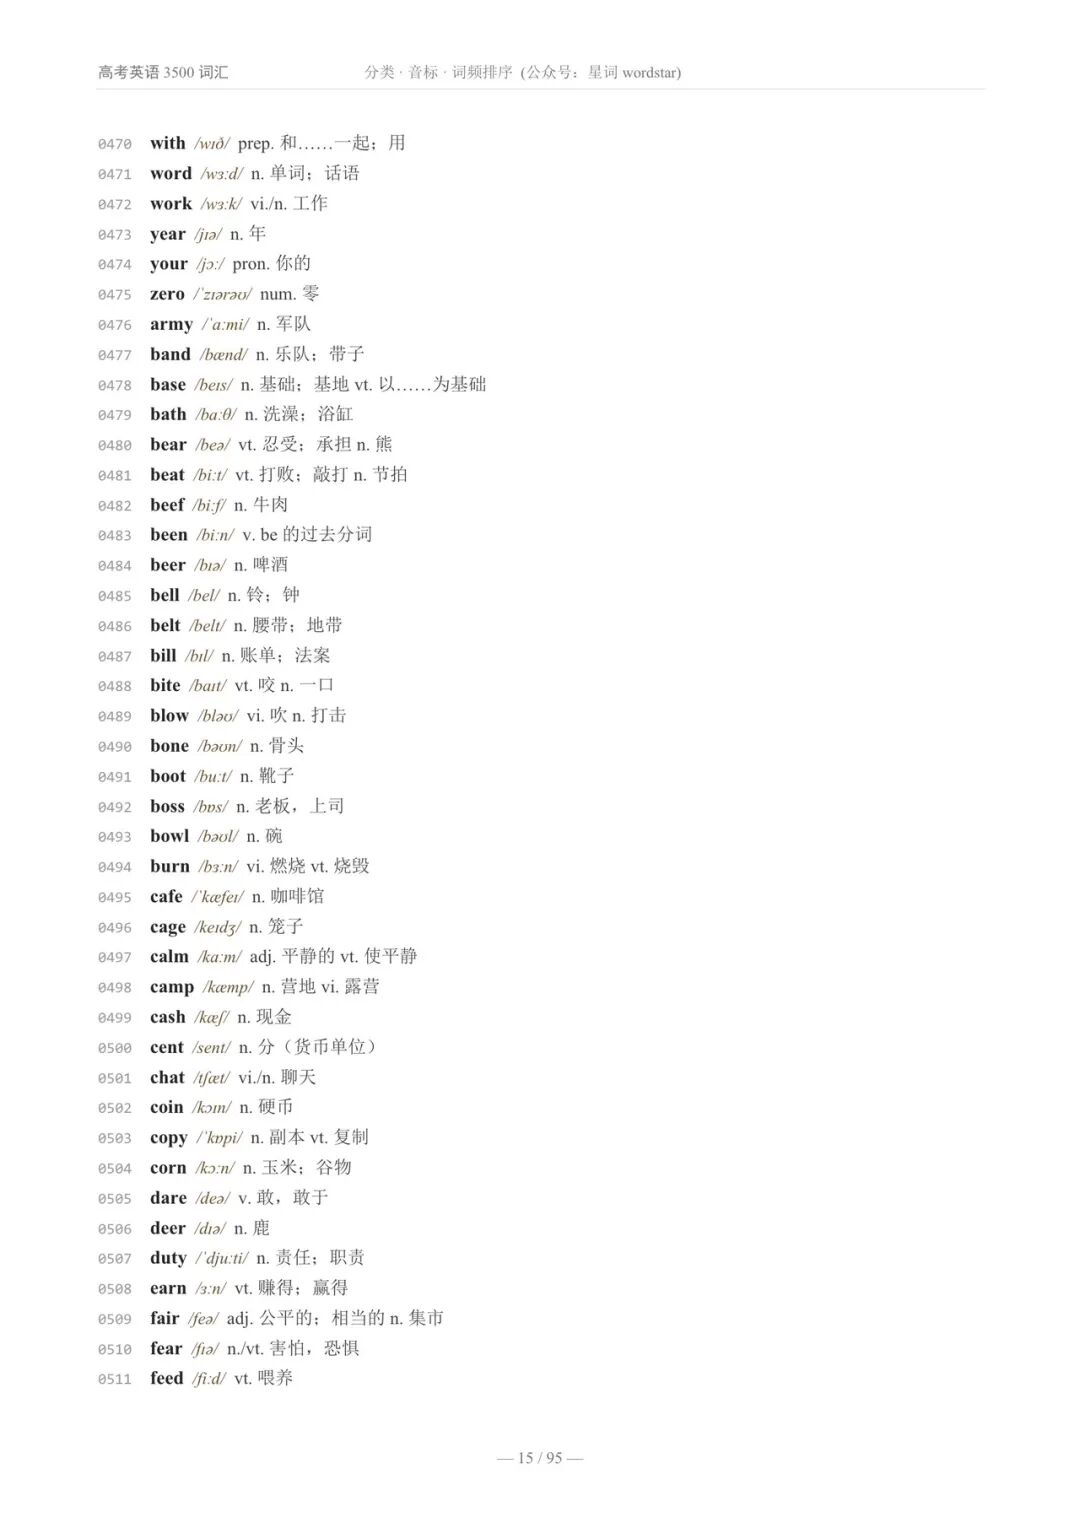 高考英语 3500 词汇 分类 · 音标 · 词频排序 (公众号：星词 wordstar)
0470 with /wɪð/ prep. 和……一起；用
0471 word /wɜːd/ n. 单词；话语
0472 work /wɜːk/ vi./n. 工作
0473 year /jɪə/ n. 年
0474 your /jɔː/ pron. 你的
0475 zero /ˈzɪərəʊ/ num. 零
0476 army /ˈɑːmi/ n. 军队
0477 band /bænd/ n. 乐队；带子
0478 base /beɪs/ n. 基础；基地 vt. 以……为基础
0479 bath /bɑːθ/ n. 洗澡；浴缸
0480 bear /beə/ vt. 忍受；承担 n. 熊
0481 beat /biːt/ vt. 打败；敲打 n. 节拍
0482 beef /biːf/ n. 牛肉
0483 been /biːn/ v. be 的过去分词
0484 beer /bɪə/ n. 啤酒
0485 bell /bel/ n. 铃；钟
0486 belt /belt/ n. 腰带；地带
0487 bill /bɪl/ n. 账单；法案
0488 bite /baɪt/ vt. 咬 n. 一口
0489 blow /bləʊ/ vi. 吹 n. 打击
0490 bone /bəʊn/ n. 骨头
0491 boot /buːt/ n. 靴子
0492 boss /bɒs/ n. 老板，上司
0493 bowl /bəʊl/ n. 碗
0494 burn /bɜːn/ vi. 燃烧 vt. 烧毁
0495 cafe /ˈkæfeɪ/ n. 咖啡馆
0496 cage /keɪdʒ/ n. 笼子
0497 calm /kɑːm/ adj. 平静的 vt. 使平静
0498 camp /kæmp/ n. 营地 vi. 露营
0499 cash /kæʃ/ n. 现金
0500 cent /sent/ n. 分（货币单位）
0501 chat /tʃæt/ vi./n. 聊天
0502 coin /kɔɪn/ n. 硬币
0503 copy /ˈkɒpi/ n. 副本 vt. 复制
0504 corn /kɔːn/ n. 玉米；谷物
0505 dare /deə/ v. 敢，敢于
0506 deer /dɪə/ n. 鹿
0507 duty /ˈdjuːti/ n. 责任；职责
0508 earn /ɜːn/ vt. 赚得；赢得
0509 fair /feə/ adj. 公平的；相当的 n. 集市
0510 fear /fɪə/ n./vt. 害怕，恐惧
0511 feed /fiːd/ vt. 喂养
— 15 / 95 —